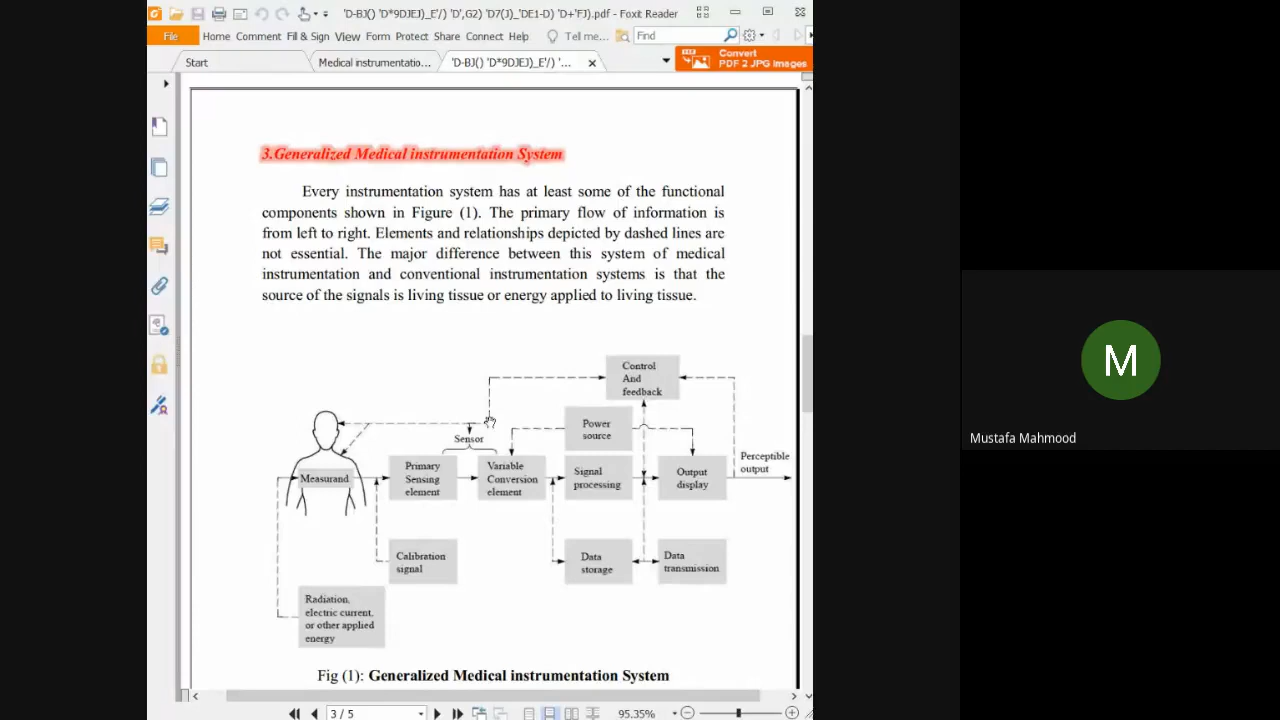 'D-BJ() 'D*9DJEJ)_E'/) 'D',G2) 'D7(J)_'DE1-D) 'D+'FJ).pdf - Foxit Reader
File Home Comment Fill & Sign View Form Protect Share Connect Help Tell me... Find
Start Medical instrumentatio... 'D-BJ() 'D*9DJEJ)_E'/) '...
Convert
PDF 2 JPG Images
3.Generalized Medical instrumentation System
Every instrumentation system has at least some of the functional
components shown in Figure (1). The primary flow of information is
from left to right. Elements and relationships depicted by dashed lines are
not essential. The major difference between this system of medical
instrumentation and conventional instrumentation systems is that the
source of the signals is living tissue or energy applied to living tissue.
Control
And
feedback
Power
source
Sensor
Measurand
Primary
Sensing
element
Variable
Conversion
element
Signal
processing
Output
display
Perceptible
output
Calibration
signal
Data
storage
Data
transmission
Radiation,
electric current,
or other applied
energy
Fig (1): Generalized Medical instrumentation System
3 / 5
95.35%
M
Mustafa Mahmood